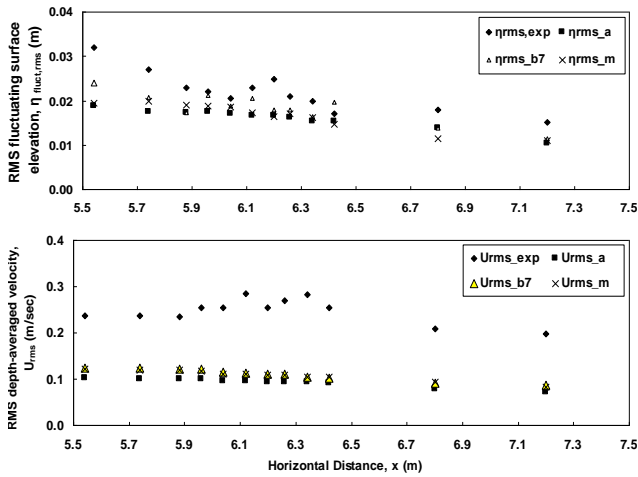 RMS fluctuating surface
elevation, η fluct,rms (m)
0.04
0.03
0.02
0.01
0.00
ηrms,exp
ηrms_a
ηrms_b7
ηrms_m
5.5 5.7 5.9 6.1 6.3 6.5 6.7 6.9 7.1 7.3 7.5
RMS depth-averaged velocity,
Urms (m/sec)
0.4
0.3
0.2
0.1
0.0
Urms_exp
Urms_a
Urms_b7
Urms_m
5.5 5.7 5.9 6.1 6.3 6.5 6.7 6.9 7.1 7.3 7.5
Horizontal Distance, x (m)